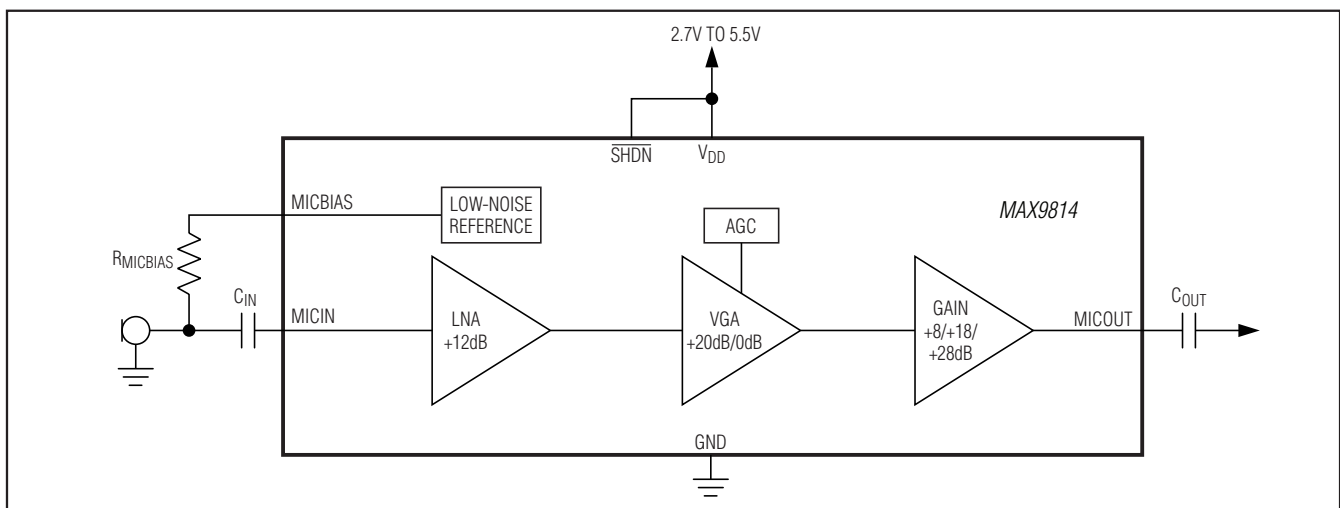 2.7V TO 5.5V
SHDN
VDD
MICBIAS
LOW-NOISE
REFERENCE
MAX9814
AGC
RMICBIAS
CIN
MICIN
LNA
+12dB
VGA
+20dB/0dB
GAIN
+8/+18/
+28dB
MICOUT
COUT
GND